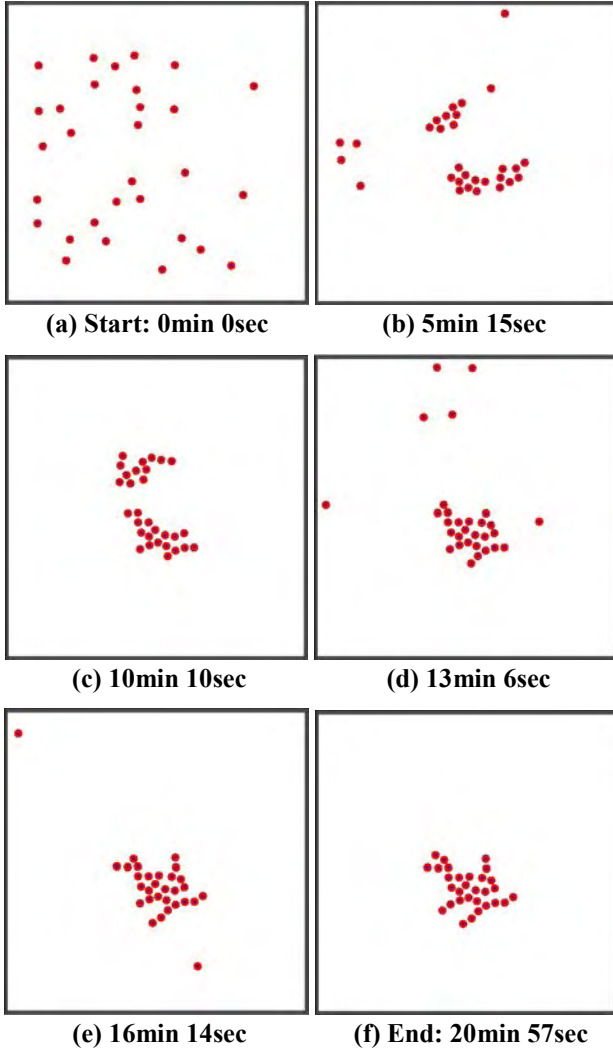 (a) Start: 0min 0sec
(b) 5min 15sec
(c) 10min 10sec
(d) 13min 6sec
(e) 16min 14sec
(f) End: 20min 57sec